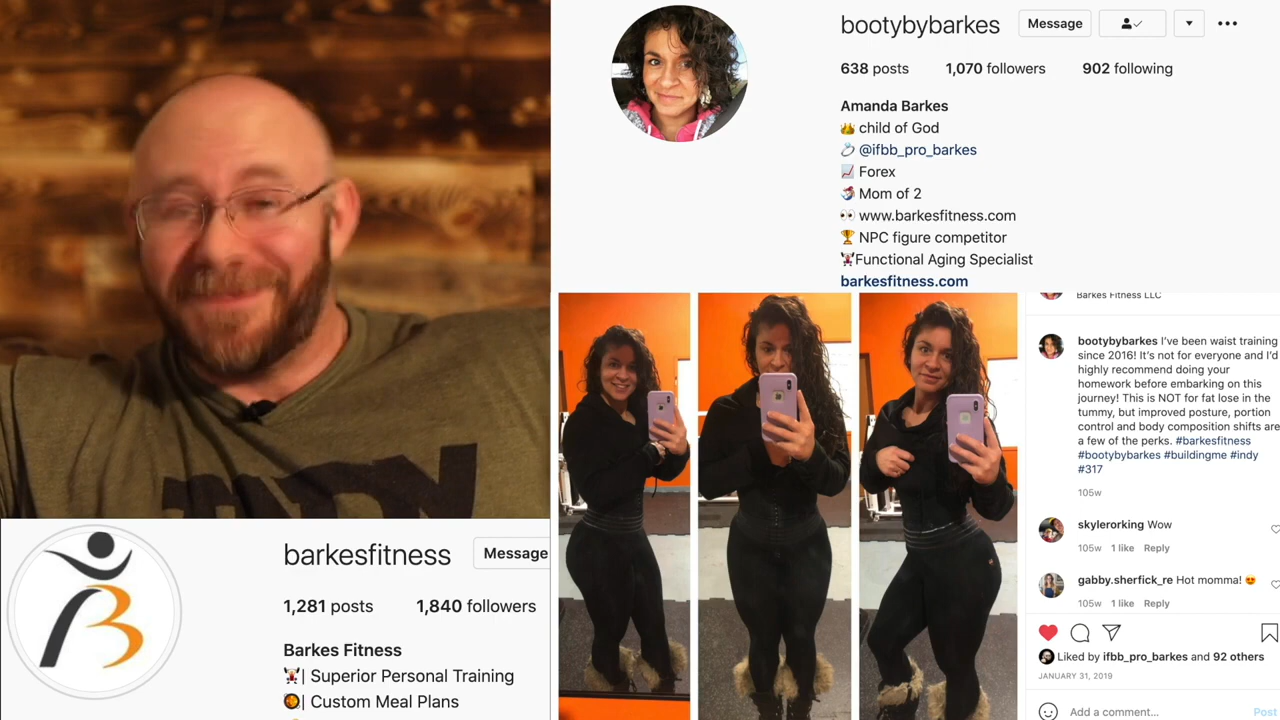 bootybybarkes Message
638 posts 1,070 followers 902 following
Amanda Barkes
child of God
@ifbb_pro_barkes
Forex
Mom of 2
www.barkesfitness.com
NPC figure competitor
Functional Aging Specialist
barkesfitness.com
Barkes Fitness LLC
bootybybarkes I've been waist training
since 2016! It's not for everyone and I'd
highly recommend doing your
homework before embarking on this
journey! This is NOT for fat lose in the
tummy, but improved posture, portion
control and body composition shifts are
a few of the perks. #barkesfitness
#bootybybarkes #buildingme #indy
#317
105w
skylerorking Wow
105w 1 like Reply
gabby.sherfick_re Hot momma! 😍
105w 1 like Reply
Liked by ifbb_pro_barkes and 92 others
JANUARY 31, 2019
Add a comment... Post
barkesfitness Message
1,281 posts 1,840 followers
Barkes Fitness
| Superior Personal Training
| Custom Meal Plans